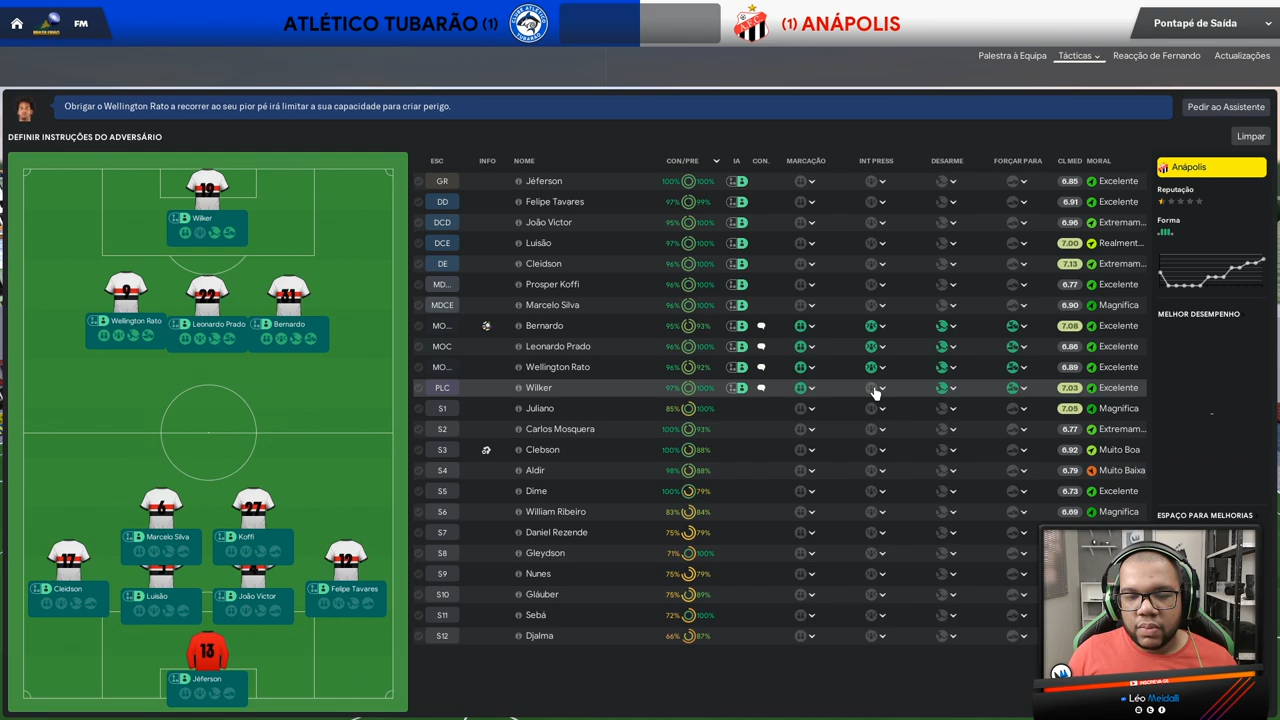 FM
ATLÉTICO TUBARÃO (1)
(1) ANÁPOLIS
Pontapé de Saída
Palestra à Equipa
Tácticas
Reacção de Fernando
Actualizações
Obrigar o Wellington Rato a recorrer ao seu pior pé irá limitar a sua capacidade para criar perigo.
Pedir ao Assistente
DEFINIR INSTRUÇÕES DO ADVERSÁRIO
Limpar
19
Wilker
9
22
31
Wellington Rato
Leonardo Prado
Bernardo
6
27
Marcelo Silva
Koffi
17
12
Cleidson
Luisão
João Victor
Felipe Tavares
13
Jéferson
ESC INFO NOME CON/PRE IA CON. MARCAÇÃO INT PRESS DESARME FORÇAR PARA CL MED MORAL
GR Jéferson 100% 100% 6.85 Excelente
DD Felipe Tavares 97% 99% 6.91 Excelente
DCD João Victor 95% 100% 6.96 Extremam...
DCE Luisão 97% 100% 7.00 Realment...
DE Cleidson 96% 100% 7.13 Extremam...
MD... Prosper Koffi 96% 100% 6.77 Excelente
MDCE Marcelo Silva 96% 100% 6.90 Magnífica
MO... Bernardo 95% 93% 7.08 Excelente
MOC Leonardo Prado 96% 100% 6.86 Excelente
MO... Wellington Rato 96% 92% 6.89 Excelente
PLC Wilker 97% 100% 7.03 Excelente
S1 Juliano 85% 100% 7.05 Magnífica
S2 Carlos Mosquera 100% 93% 6.77 Extremam...
S3 Clebson 100% 88% 6.92 Muito Boa
S4 Aldir 98% 88% 6.79 Muito Baixa
S5 Dime 100% 79% 6.73 Excelente
S6 William Ribeiro 83% 84% 6.69 Magnífica
S7 Daniel Rezende 75% 79%
S8 Gleydson 71% 100%
S9 Nunes 75% 79%
S10 Gláuber 75% 89%
S11 Sebá 72% 100%
S12 Djalma 66% 87%
Anápolis
Reputação
Forma
MELHOR DESEMPENHO
-
ESPAÇO PARA MELHORIAS
INSCREVA-SE
Léo Meidalli